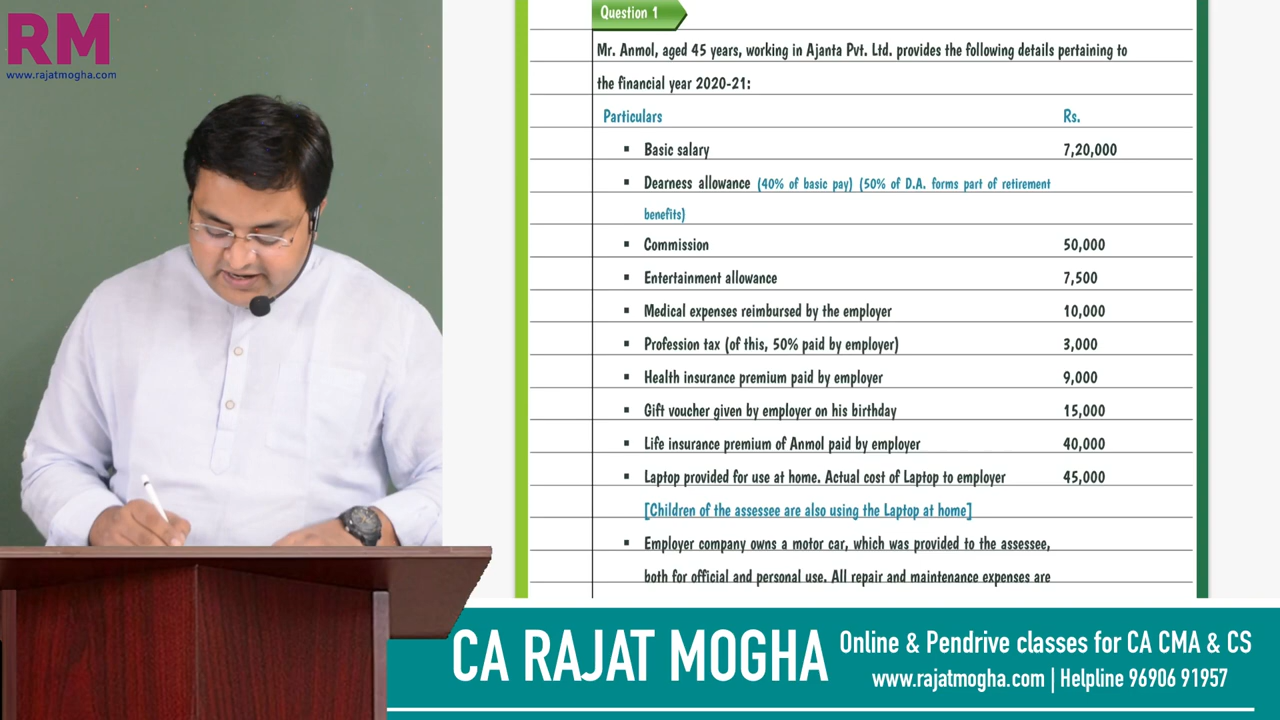 RM
www.rajatmogha.com
Question 1
Mr. Anmol, aged 45 years, working in Ajanta Pvt. Ltd. provides the following details pertaining to
the financial year 2020-21:
Particulars Rs.
▪ Basic salary 7,20,000
▪ Dearness allowance (40% of basic pay) (50% of D.A. forms part of retirement
benefits)
▪ Commission 50,000
▪ Entertainment allowance 7,500
▪ Medical expenses reimbursed by the employer 10,000
▪ Profession tax (of this, 50% paid by employer) 3,000
▪ Health insurance premium paid by employer 9,000
▪ Gift voucher given by employer on his birthday 15,000
▪ Life insurance premium of Anmol paid by employer 40,000
▪ Laptop provided for use at home. Actual cost of Laptop to employer 45,000
[Children of the assessee are also using the Laptop at home]
▪ Employer company owns a motor car, which was provided to the assessee,
both for official and personal use. All repair and maintenance expenses are
CA RAJAT MOGHA
Online & Pendrive classes for CA CMA & CS
www.rajatmogha.com | Helpline 96906 91957